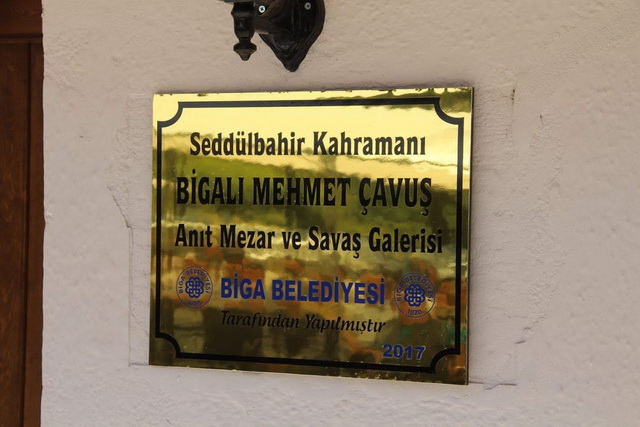 Seddülbahir Kahramanı
BİGALI MEHMET ÇAVUŞ
Anıt Mezar ve Savaş Galerisi
BİGA BELEDİYESİ
Tarafından Yapılmıştır
2017